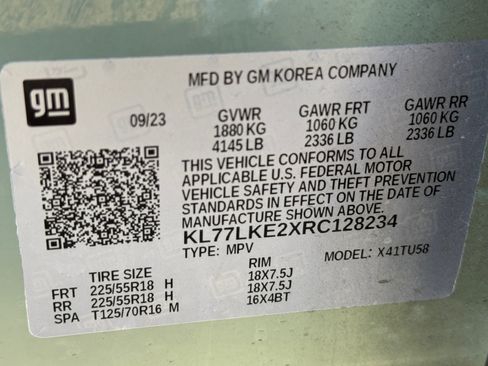 gm
MFD BY GM KOREA COMPANY
09/23 GVWR GAWR FRT GAWR RR
1880 KG 1060 KG 1060 KG
4145 LB 2336 LB 2336 LB
THIS VEHICLE CONFORMS TO ALL
APPLICABLE U.S. FEDERAL MOTOR
VEHICLE SAFETY AND THEFT PREVENTION
STANDARDS IN EFFECT ON THE DATE OF
MANUFACTURE SHOWN ABOVE.
KL77LKE2XRC128234
TYPE: MPV MODEL: X41TU58
TIRE SIZE RIM
FRT 225/55R18 H 18X7.5J
RR 225/55R18 H 18X7.5J
SPA T125/70R16 M 16X4BT